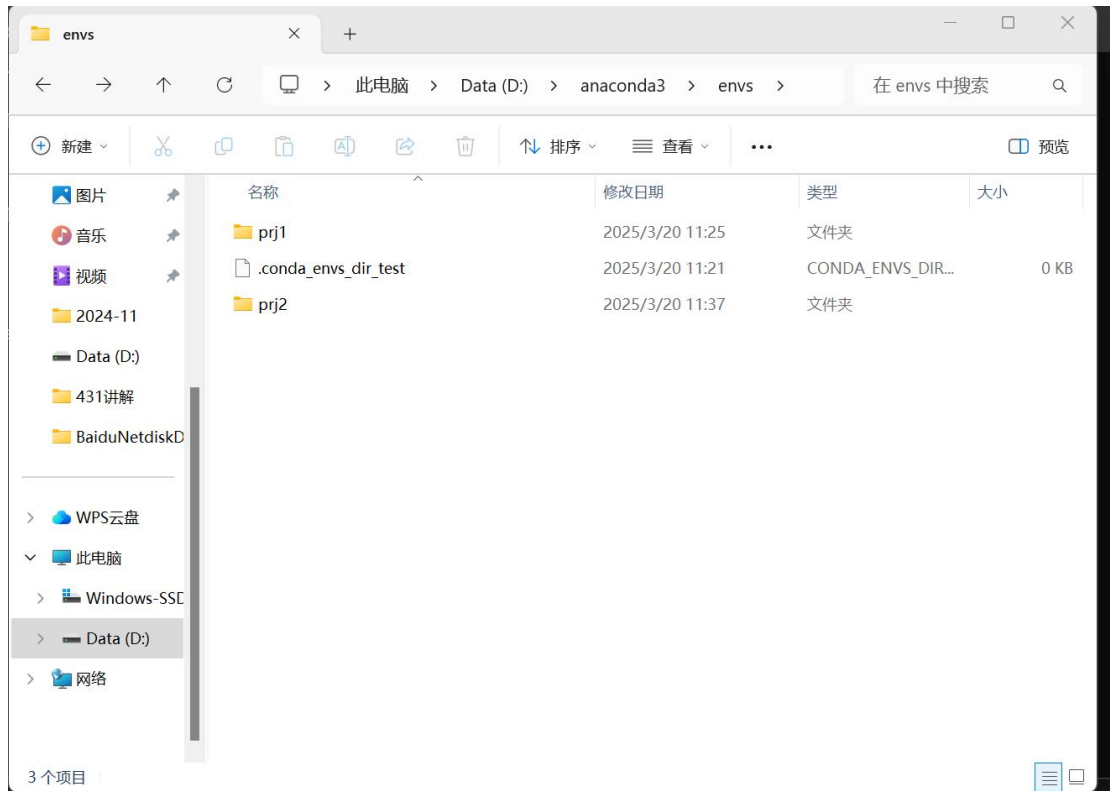 envs
此电脑 > Data (D:) > anaconda3 > envs >
在 envs 中搜索
新建
排序
查看
预览
图片
音乐
视频
2024-11
Data (D:)
431讲解
BaiduNetdiskD
WPS云盘
此电脑
Windows-SSD
Data (D:)
网络
名称 修改日期 类型 大小
prj1 2025/3/20 11:25 文件夹
.conda_envs_dir_test 2025/3/20 11:21 CONDA_ENVS_DIR... 0 KB
prj2 2025/3/20 11:37 文件夹
3 个项目